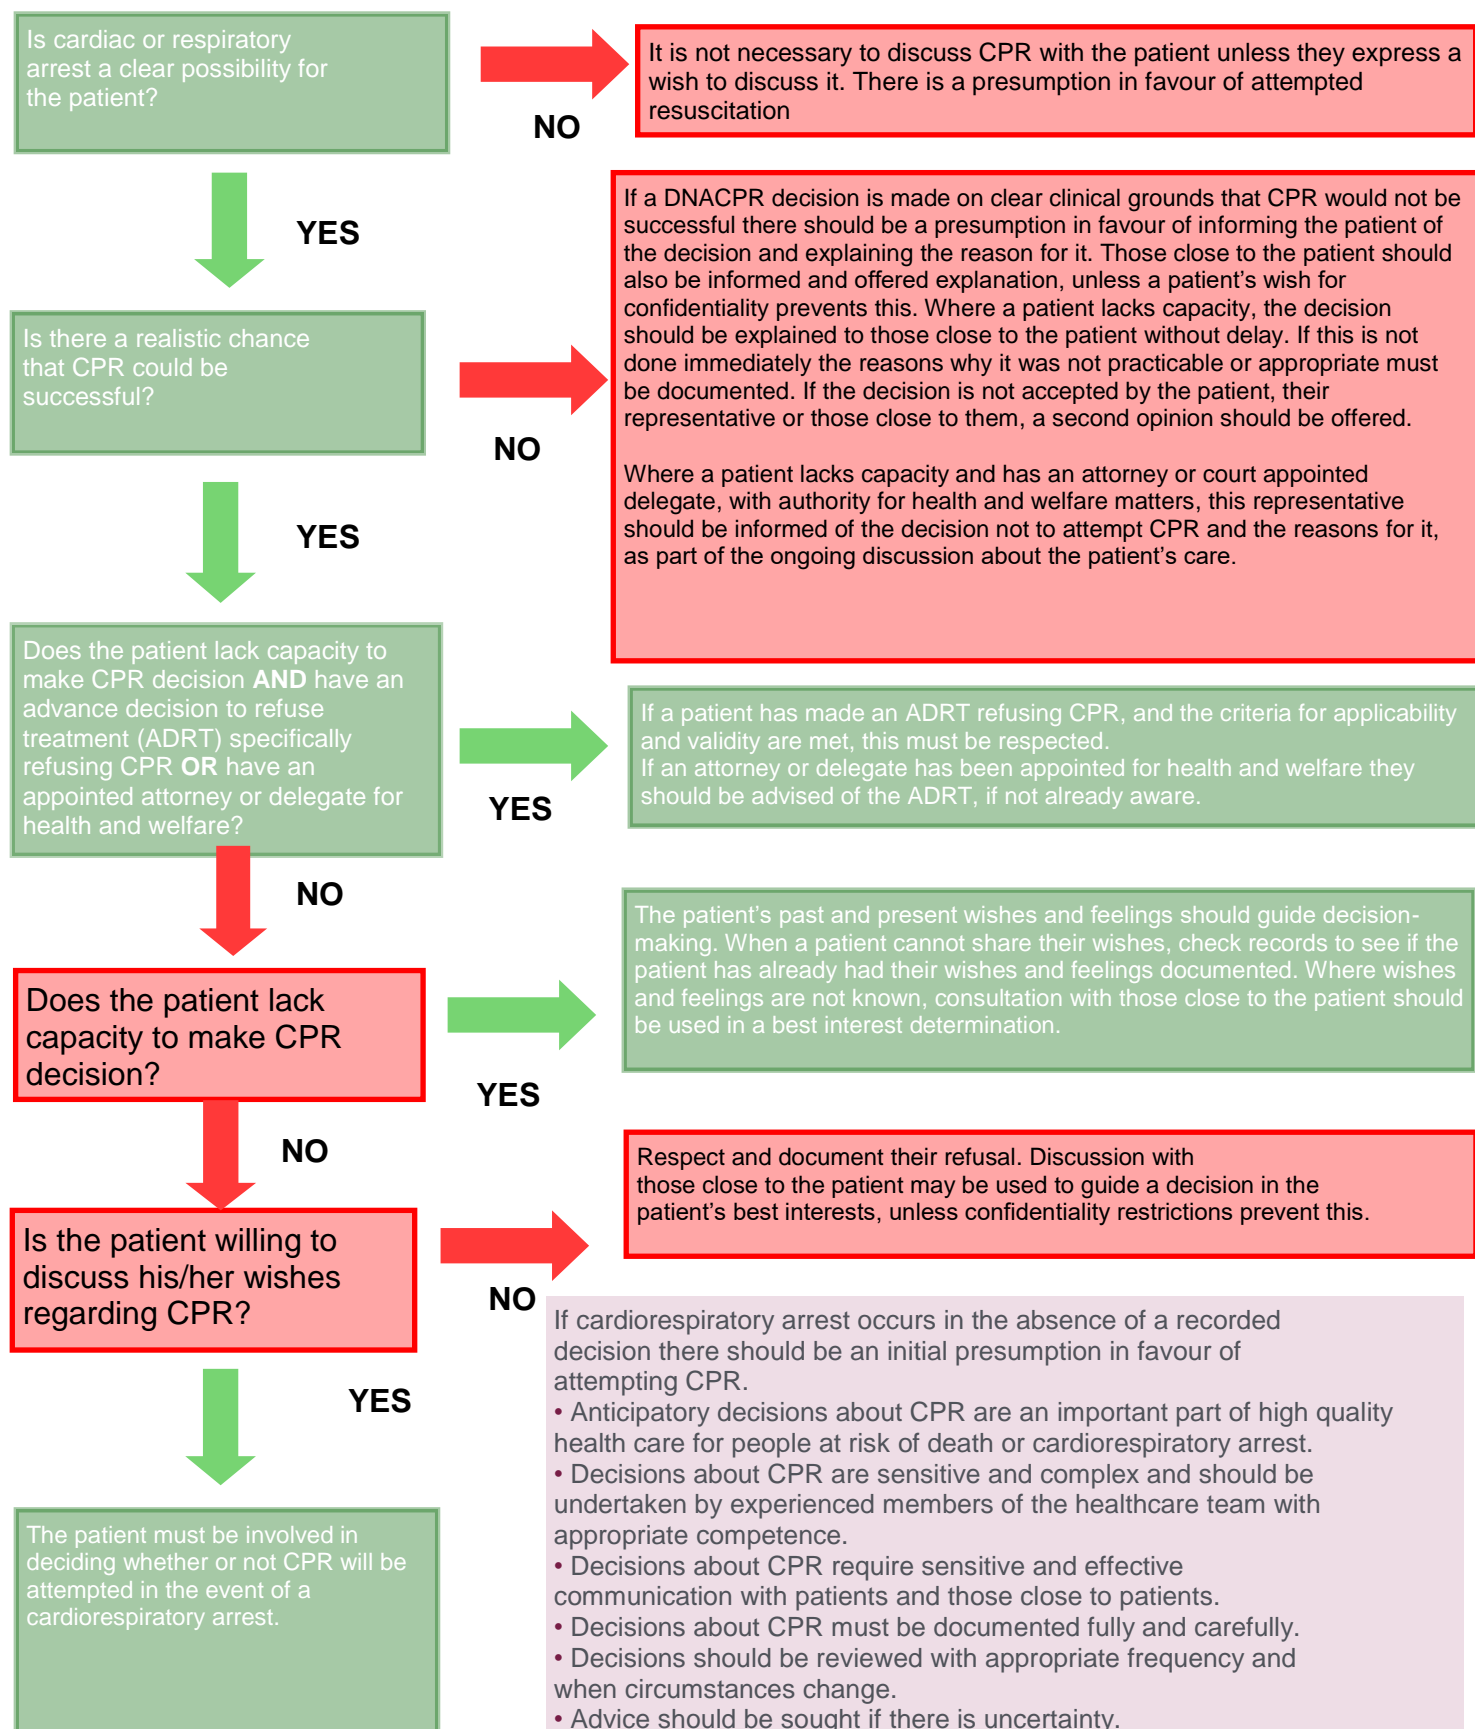 Is cardiac or respiratory
arrest a clear possibility for
the patient?
NO
It is not necessary to discuss CPR with the patient unless they express a
wish to discuss it. There is a presumption in favour of attempted
resuscitation
YES
Is there a realistic chance
that CPR could be
successful?
NO
If a DNACPR decision is made on clear clinical grounds that CPR would not be
successful there should be a presumption in favour of informing the patient of
the decision and explaining the reason for it. Those close to the patient should
also be informed and offered explanation, unless a patient’s wish for
confidentiality prevents this. Where a patient lacks capacity, the decision
should be explained to those close to the patient without delay. If this is not
done immediately the reasons why it was not practicable or appropriate must
be documented. If the decision is not accepted by the patient, their
representative or those close to them, a second opinion should be offered.
Where a patient lacks capacity and has an attorney or court appointed
delegate, with authority for health and welfare matters, this representative
should be informed of the decision not to attempt CPR and the reasons for it,
as part of the ongoing discussion about the patient’s care.
YES
Does the patient lack capacity to
make CPR decision AND have an
advance decision to refuse
treatment (ADRT) specifically
refusing CPR OR have an
appointed attorney or delegate for
health and welfare?
YES
If a patient has made an ADRT refusing CPR, and the criteria for applicability
and validity are met, this must be respected.
If an attorney or delegate has been appointed for health and welfare they
should be advised of the ADRT, if not already aware.
NO
Does the patient lack
capacity to make CPR
decision?
YES
The patient’s past and present wishes and feelings should guide decision-
making. When a patient cannot share their wishes, check records to see if the
patient has already had their wishes and feelings documented. Where wishes
and feelings are not known, consultation with those close to the patient should
be used in a best interest determination.
NO
Is the patient willing to
discuss his/her wishes
regarding CPR?
NO
Respect and document their refusal. Discussion with
those close to the patient may be used to guide a decision in the
patient’s best interests, unless confidentiality restrictions prevent this.
YES
The patient must be involved in
deciding whether or not CPR will be
attempted in the event of a
cardiorespiratory arrest.
If cardiorespiratory arrest occurs in the absence of a recorded
decision there should be an initial presumption in favour of
attempting CPR.
• Anticipatory decisions about CPR are an important part of high quality
health care for people at risk of death or cardiorespiratory arrest.
• Decisions about CPR are sensitive and complex and should be
undertaken by experienced members of the healthcare team with
appropriate competence.
• Decisions about CPR require sensitive and effective
communication with patients and those close to patients.
• Decisions about CPR must be documented fully and carefully.
• Decisions should be reviewed with appropriate frequency and
when circumstances change.
• Advice should be sought if there is uncertainty.